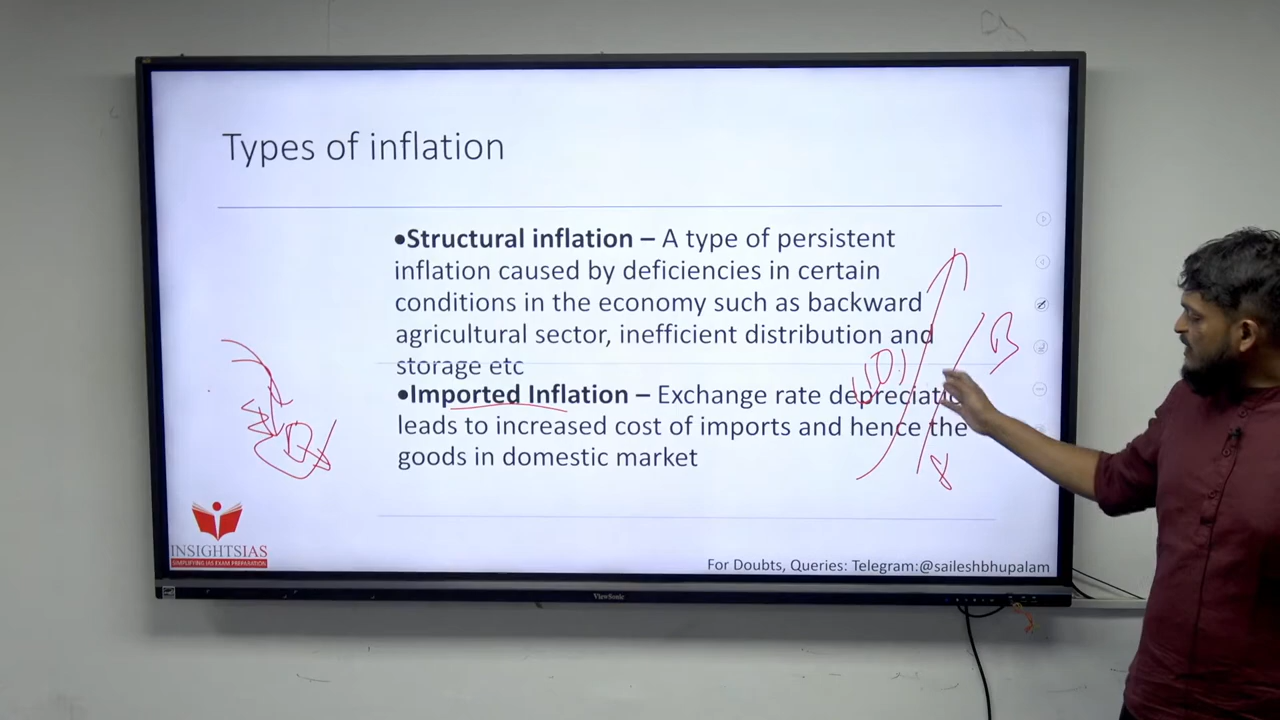 Types of inflation
•Structural inflation – A type of persistent
inflation caused by deficiencies in certain
conditions in the economy such as backward
agricultural sector, inefficient distribution and
storage etc
•Imported Inflation – Exchange rate
leads to increased cost of imports and hence the
goods in domestic market
B
INSIGHTSIAS
SIMPLIFYING IAS EXAM PREPARATION
For Doubts, Queries: Telegram:@saileshbhupalam
ViewSonic